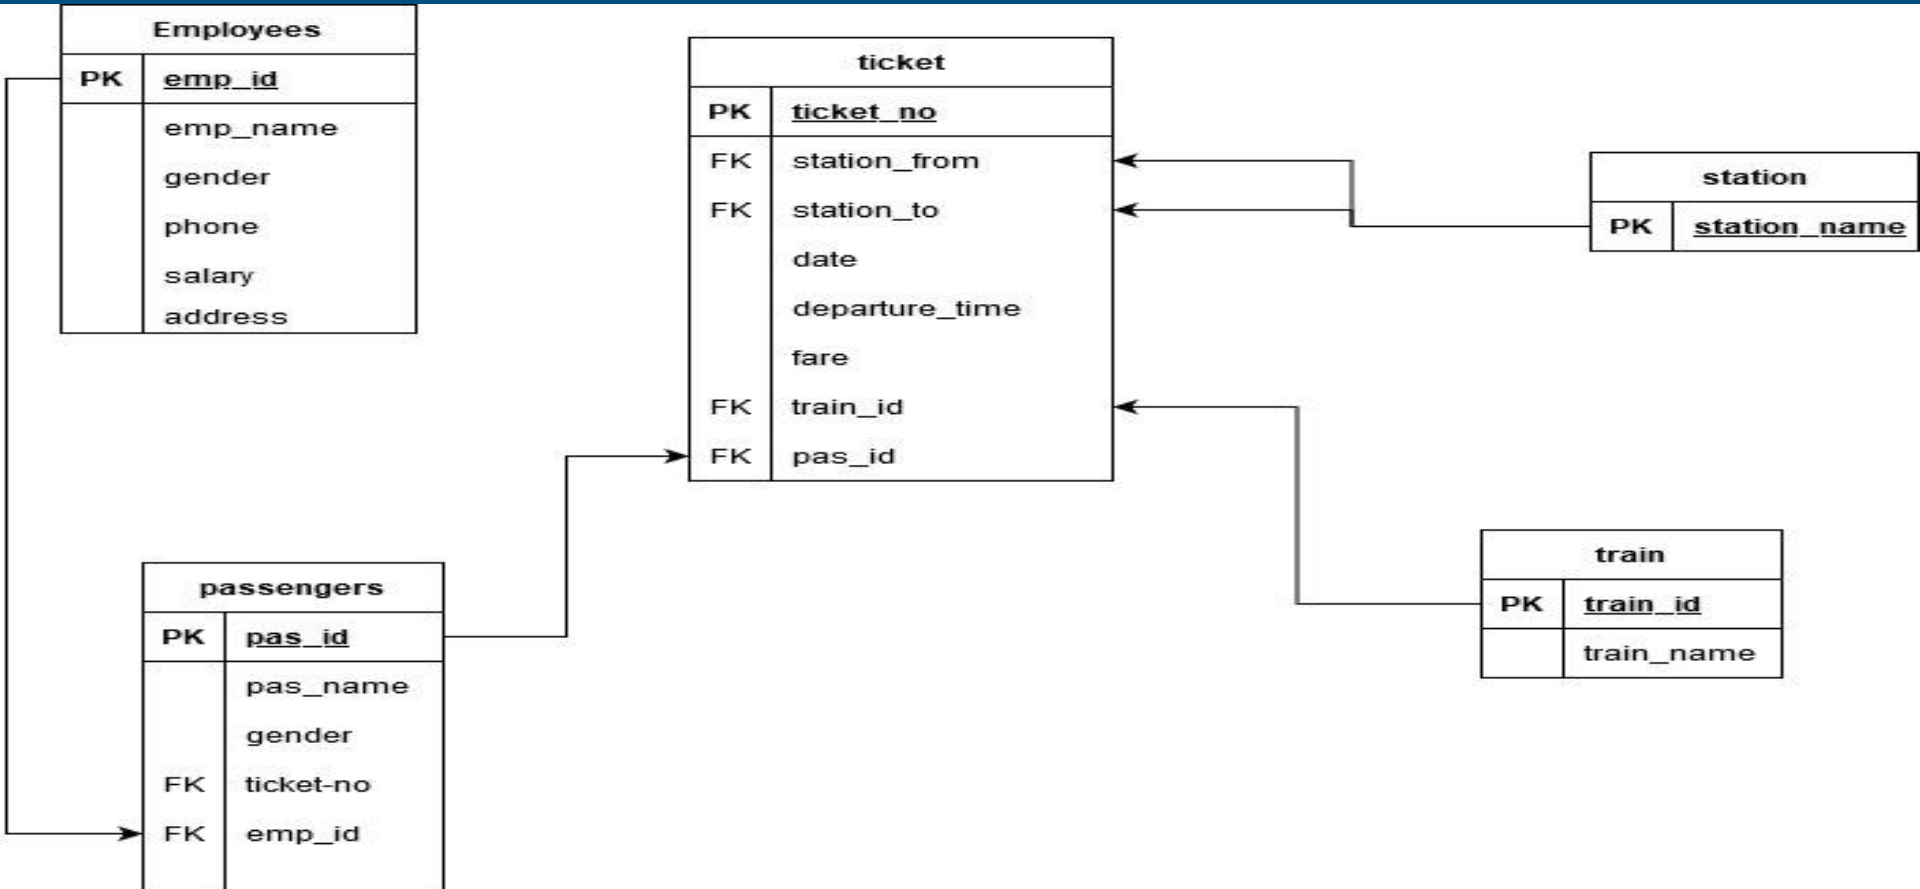 Employees
PK emp_id
emp_name
gender
phone
salary
address
ticket
PK ticket_no
FK station_from
FK station_to
date
departure_time
fare
FK train_id
FK pas_id
station
PK station_name
train
PK train_id
train_name
passengers
PK pas_id
pas_name
gender
FK ticket-no
FK emp_id